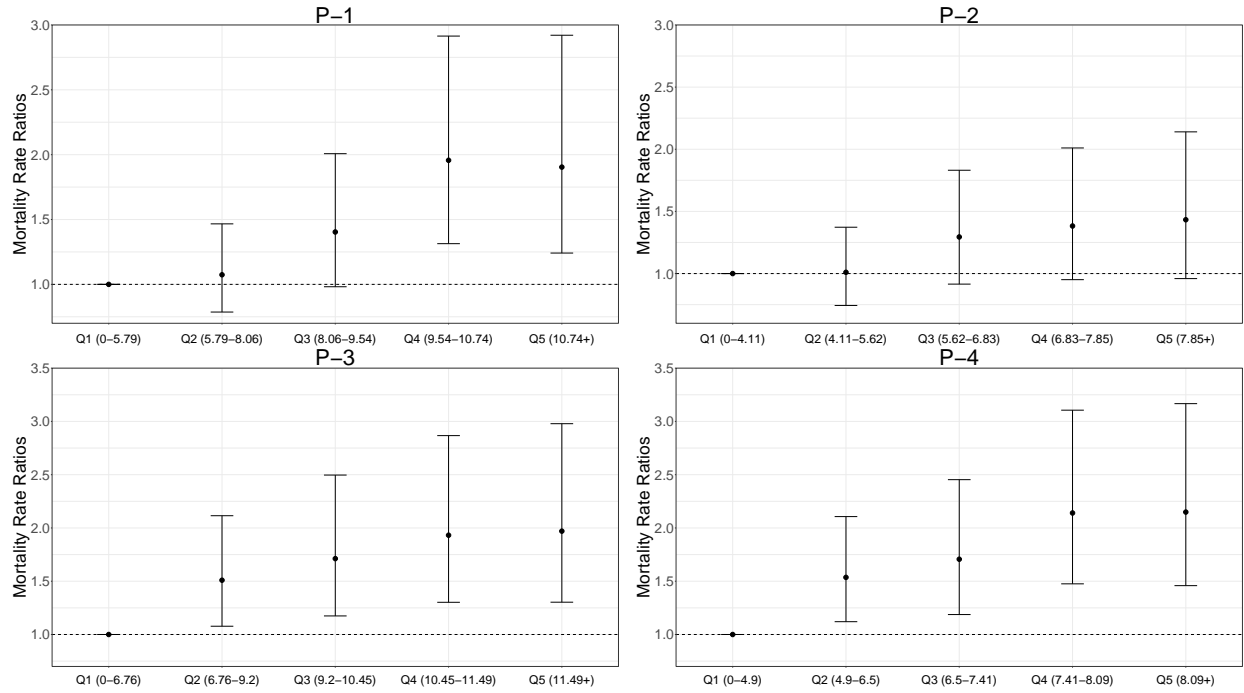 P−1
Mortality Rate Ratios
3.0
2.5
2.0
1.5
1.0
Q1 (0−5.79) Q2 (5.79−8.06) Q3 (8.06−9.54) Q4 (9.54−10.74) Q5 (10.74+)
P−2
Mortality Rate Ratios
3.0
2.5
2.0
1.5
1.0
Q1 (0−4.11) Q2 (4.11−5.62) Q3 (5.62−6.83) Q4 (6.83−7.85) Q5 (7.85+)
P−3
Mortality Rate Ratios
3.5
3.0
2.5
2.0
1.5
1.0
Q1 (0−6.76) Q2 (6.76−9.2) Q3 (9.2−10.45) Q4 (10.45−11.49) Q5 (11.49+)
P−4
Mortality Rate Ratios
3.5
3.0
2.5
2.0
1.5
1.0
Q1 (0−4.9) Q2 (4.9−6.5) Q3 (6.5−7.41) Q4 (7.41−8.09) Q5 (8.09+)